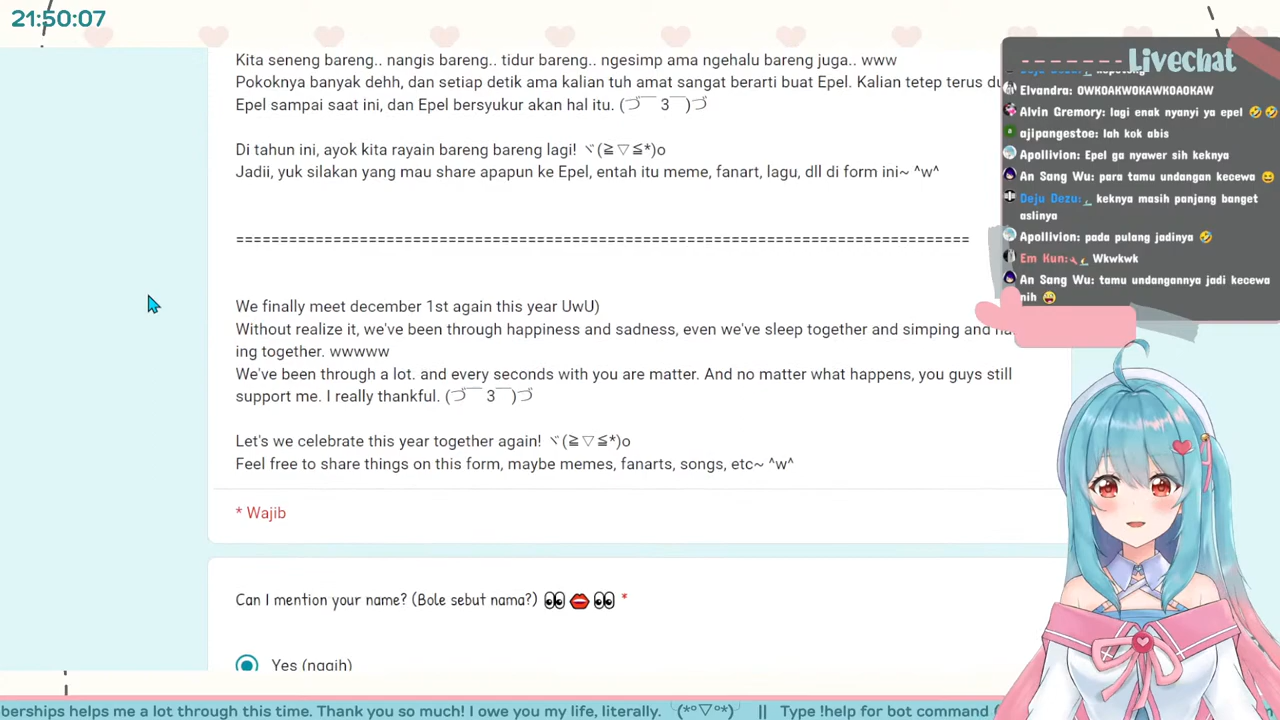 21:50:07
Kita seneng bareng.. nangis bareng.. tidur bareng.. ngesimp ama ngehalu bareng juga.. www
Pokoknya banyak dehh, dan setiap detik ama kalian tuh amat sangat berarti buat Epel. Kalian tetep terus
Epel sampai saat ini, dan Epel bersyukur akan hal itu. (づ￣ 3￣)づ
Di tahun ini, ayok kita rayain bareng bareng lagi! ヾ(≧▽≦*)o
Jadii, yuk silakan yang mau share apapun ke Epel, entah itu meme, fanart, lagu, dll di form ini~ ^w^
==================================================================================
We finally meet december 1st again this year UwU)
Without realize it, we've been through happiness and sadness, even we've sleep together and simping and
ing together. wwwww
We've been through a lot. and every seconds with you are matter. And no matter what happens, you guys still
support me. I really thankful. (づ￣ 3￣)づ
Let's we celebrate this year together again! ヾ(≧▽≦*)o
Feel free to share things on this form, maybe memes, fanarts, songs, etc~ ^w^
* Wajib
Can I mention your name? (Bole sebut nama?) 👀👄👀 *
Yes (nggih)
Livechat
Elvandra: OWKOAKWOKAWKOAOKAW
Alvin Gremory: lagi enak nyanyi ya epel 🤣🤣
ajipangestoe: lah kok abis
Apollivion: Epel ga nyawer sih keknya
An Sang Wu: para tamu undangan kecewa 😄
Deju Dezu: keknya masih panjang banget
aslinya
Apollivion: pada pulang jadinya 🤣
Em Kun: Wkwkwk
An Sang Wu: tamu undangannya jadi kecewa
nih 😜
berships helps me a lot through this time. Thank you so much! I owe you my life, literally. (*°▽°*) || Type !help for bot command (